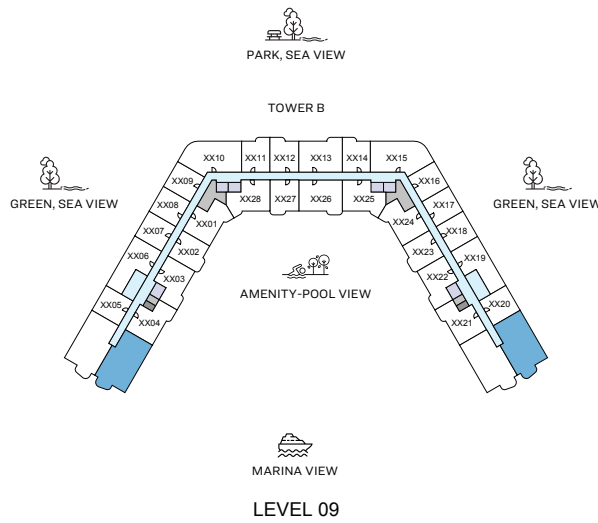 PARK, SEA VIEW
TOWER B
XX10 XX11 XX12 XX13 XX14 XX15
GREEN, SEA VIEW
XX09
XX16
GREEN, SEA VIEW
XX28 XX27 XX26 XX25
XX08
XX17
XX01
XX24
XX07
XX18
XX02
XX23
XX06
XX19
XX03
XX22
AMENITY-POOL VIEW
XX05
XX20
XX04
XX21
MARINA VIEW
LEVEL 09